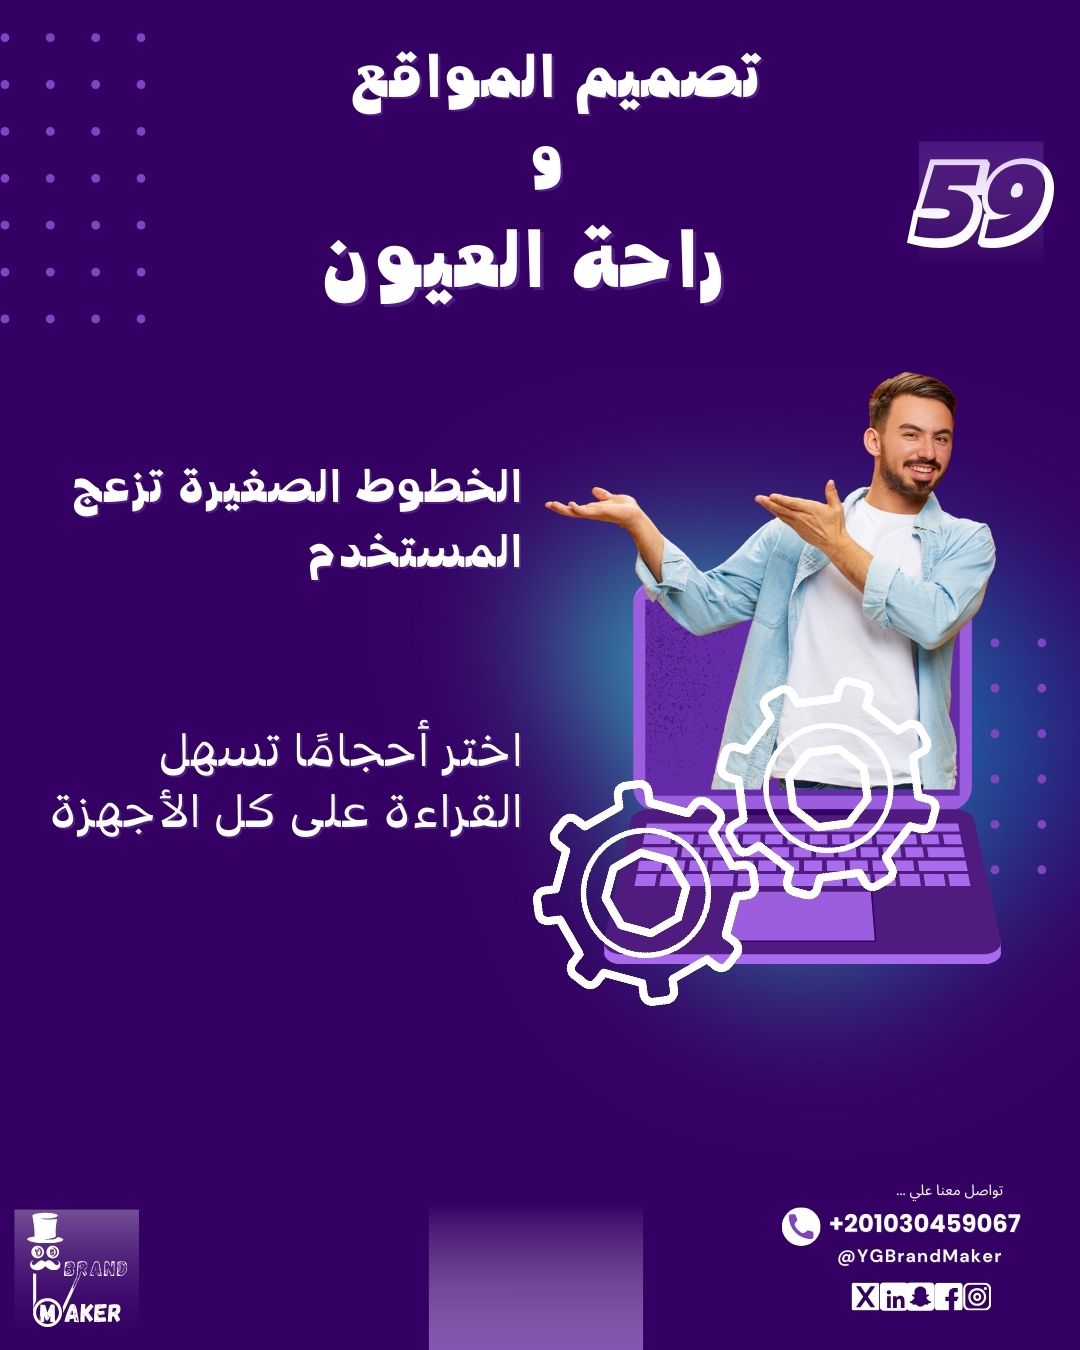 تصميم المواقع
و
راحة العيون
59
الخطوط الصغيرة تزعج
المستخدم
اختر أحجامًا تسهل
القراءة على كل الأجهزة
تواصل معنا علي ...
+201030459067
@YGBrandMaker
BRAND
MAKER